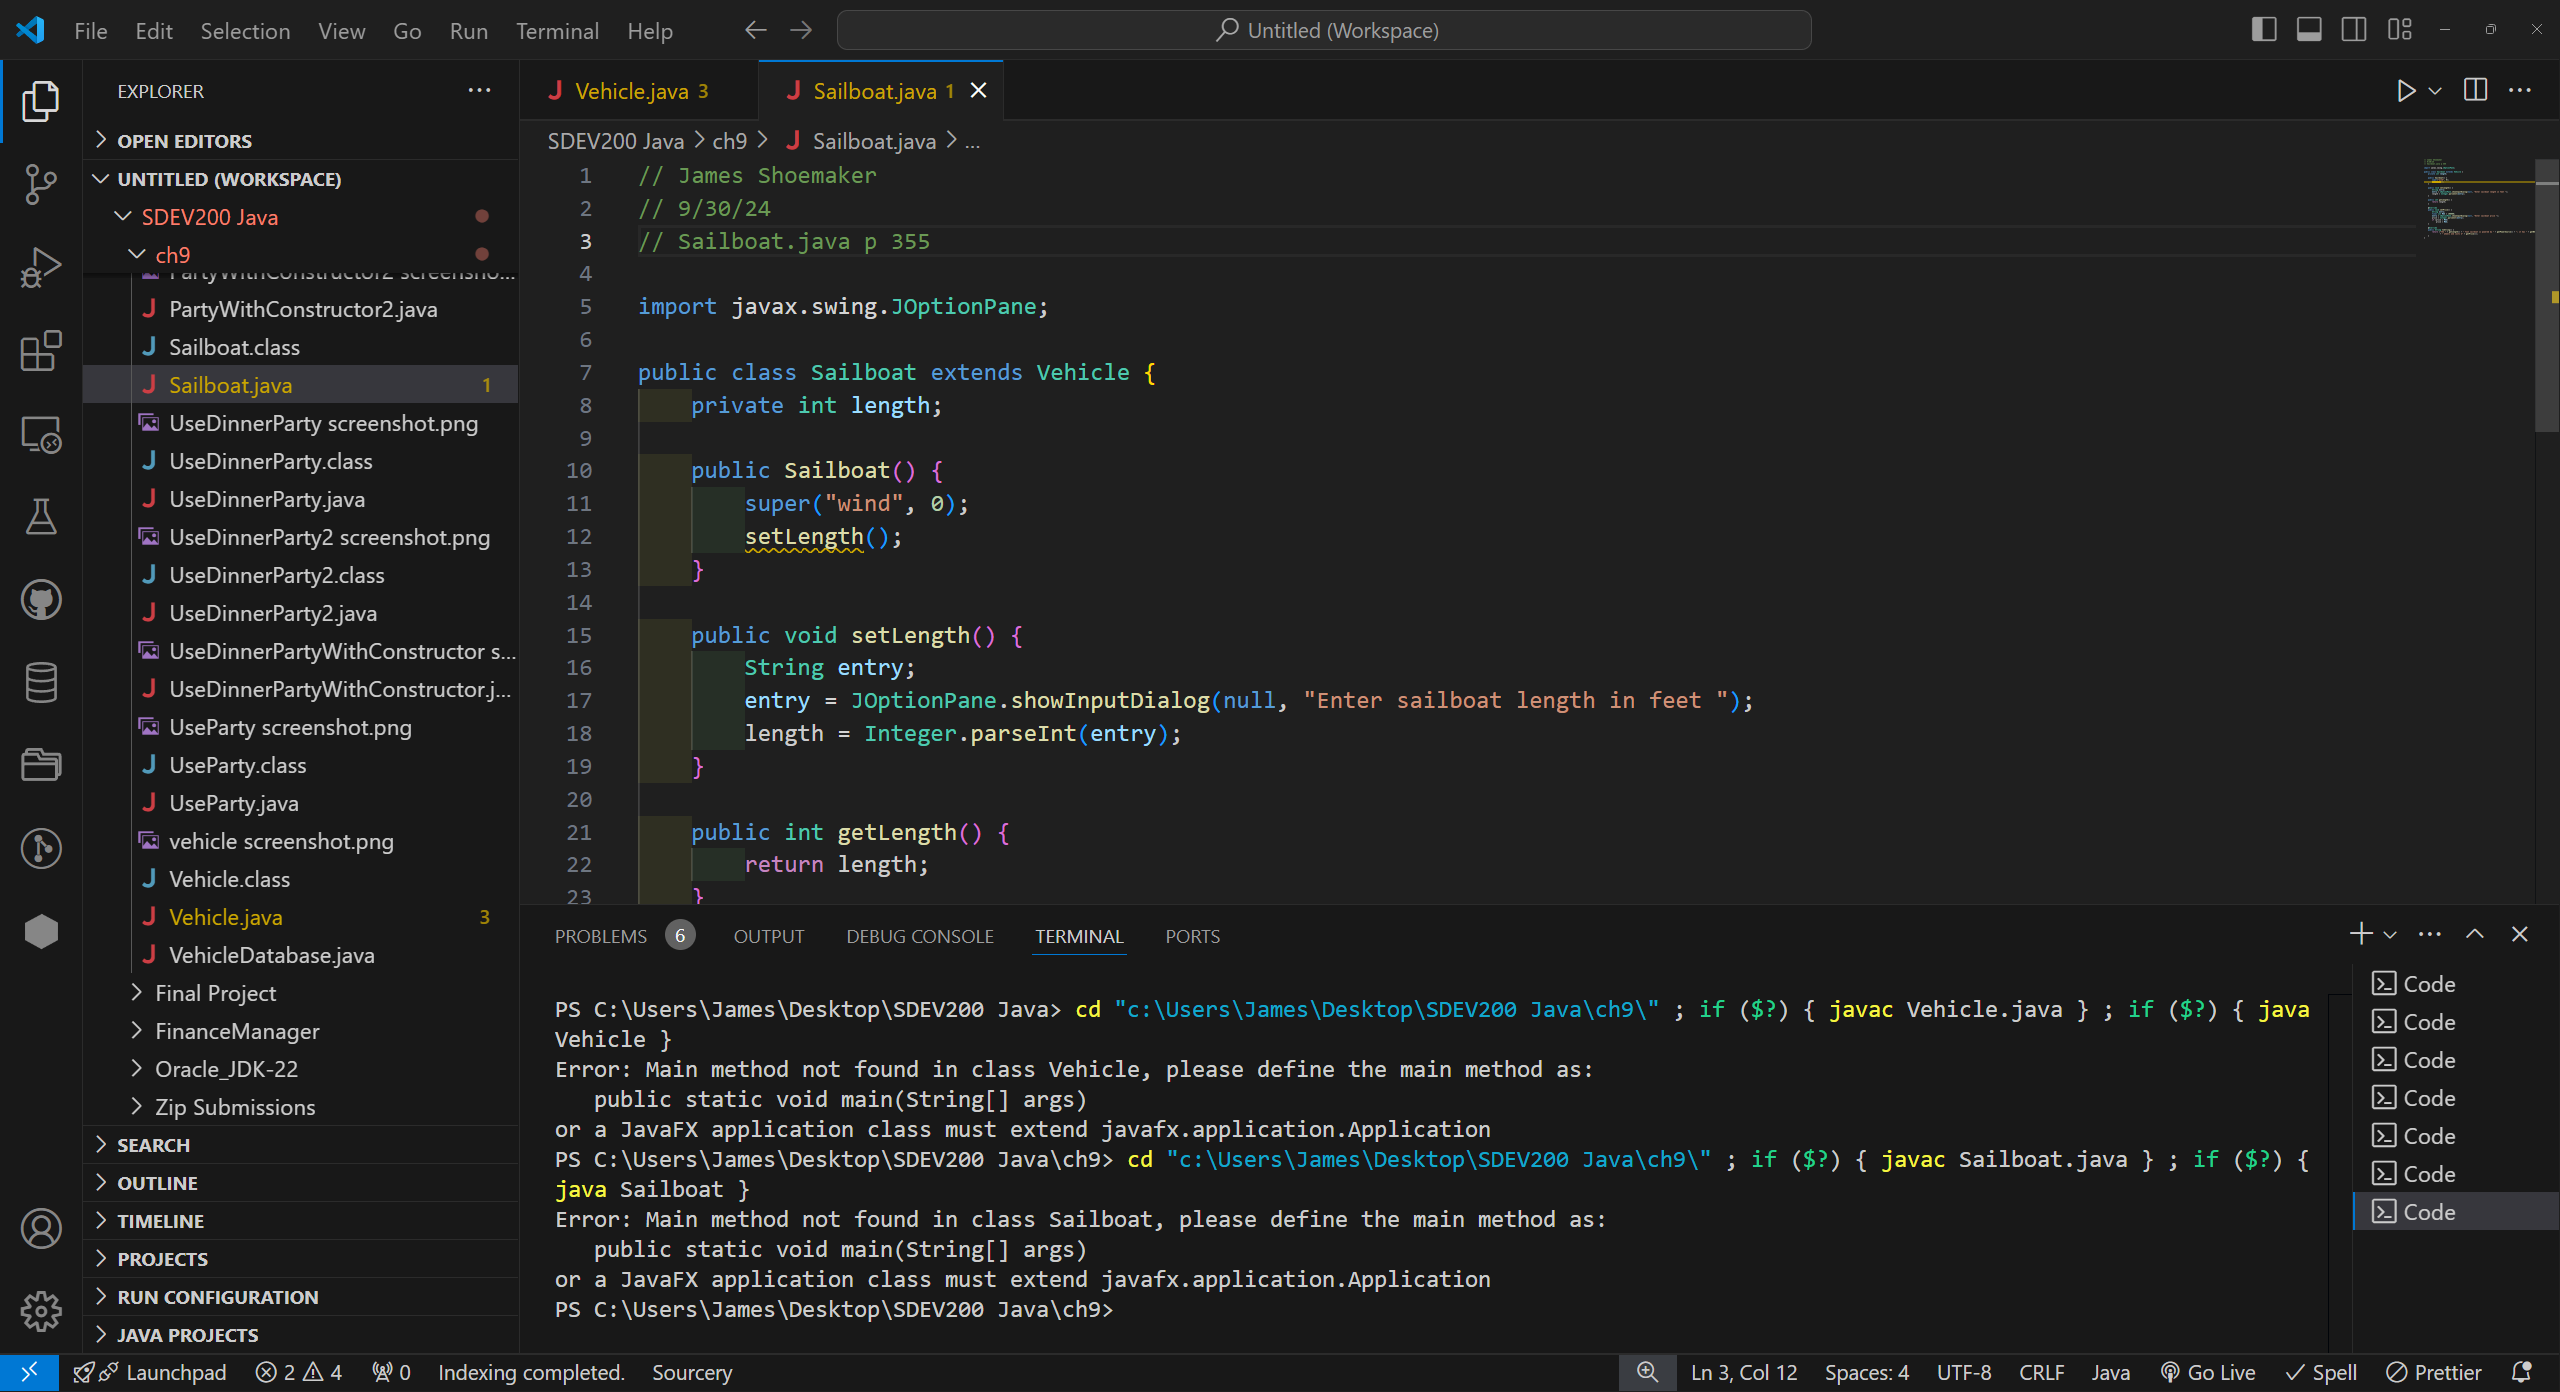 File Edit Selection View Go Run Terminal Help
Untitled (Workspace)
EXPLORER
OPEN EDITORS
UNTITLED (WORKSPACE)
SDEV200 Java
ch9
PartyWithConstructor2 screensho...
PartyWithConstructor2.java
Sailboat.class
Sailboat.java 1
UseDinnerParty screenshot.png
UseDinnerParty.class
UseDinnerParty.java
UseDinnerParty2 screenshot.png
UseDinnerParty2.class
UseDinnerParty2.java
UseDinnerPartyWithConstructor s...
UseDinnerPartyWithConstructor.j...
UseParty screenshot.png
UseParty.class
UseParty.java
vehicle screenshot.png
Vehicle.class
Vehicle.java 3
VehicleDatabase.java
Final Project
FinanceManager
Oracle_JDK-22
Zip Submissions
SEARCH
OUTLINE
TIMELINE
PROJECTS
RUN CONFIGURATION
JAVA PROJECTS
Vehicle.java 3
Sailboat.java 1
SDEV200 Java > ch9 > Sailboat.java > ...
1 // James Shoemaker
2 // 9/30/24
3 // Sailboat.java p 355
4
5 import javax.swing.JOptionPane;
6
7 public class Sailboat extends Vehicle {
8 private int length;
9
10 public Sailboat() {
11 super("wind", 0);
12 setLength();
13 }
14
15 public void setLength() {
16 String entry;
17 entry = JOptionPane.showInputDialog(null, "Enter sailboat length in feet ");
18 length = Integer.parseInt(entry);
19 }
20
21 public int getLength() {
22 return length;
23 }
PROBLEMS 6 OUTPUT DEBUG CONSOLE TERMINAL PORTS
PS C:\Users\James\Desktop\SDEV200 Java> cd "c:\Users\James\Desktop\SDEV200 Java\ch9\" ; if ($?) { javac Vehicle.java } ; if ($?) { java
Vehicle }
Error: Main method not found in class Vehicle, please define the main method as:
public static void main(String[] args)
or a JavaFX application class must extend javafx.application.Application
PS C:\Users\James\Desktop\SDEV200 Java\ch9> cd "c:\Users\James\Desktop\SDEV200 Java\ch9\" ; if ($?) { javac Sailboat.java } ; if ($?) {
java Sailboat }
Error: Main method not found in class Sailboat, please define the main method as:
public static void main(String[] args)
or a JavaFX application class must extend javafx.application.Application
PS C:\Users\James\Desktop\SDEV200 Java\ch9>
Code
Code
Code
Code
Code
Code
Code
Launchpad 2 4 0 Indexing completed. Sourcery Ln 3, Col 12 Spaces: 4 UTF-8 CRLF Java Go Live Spell Prettier